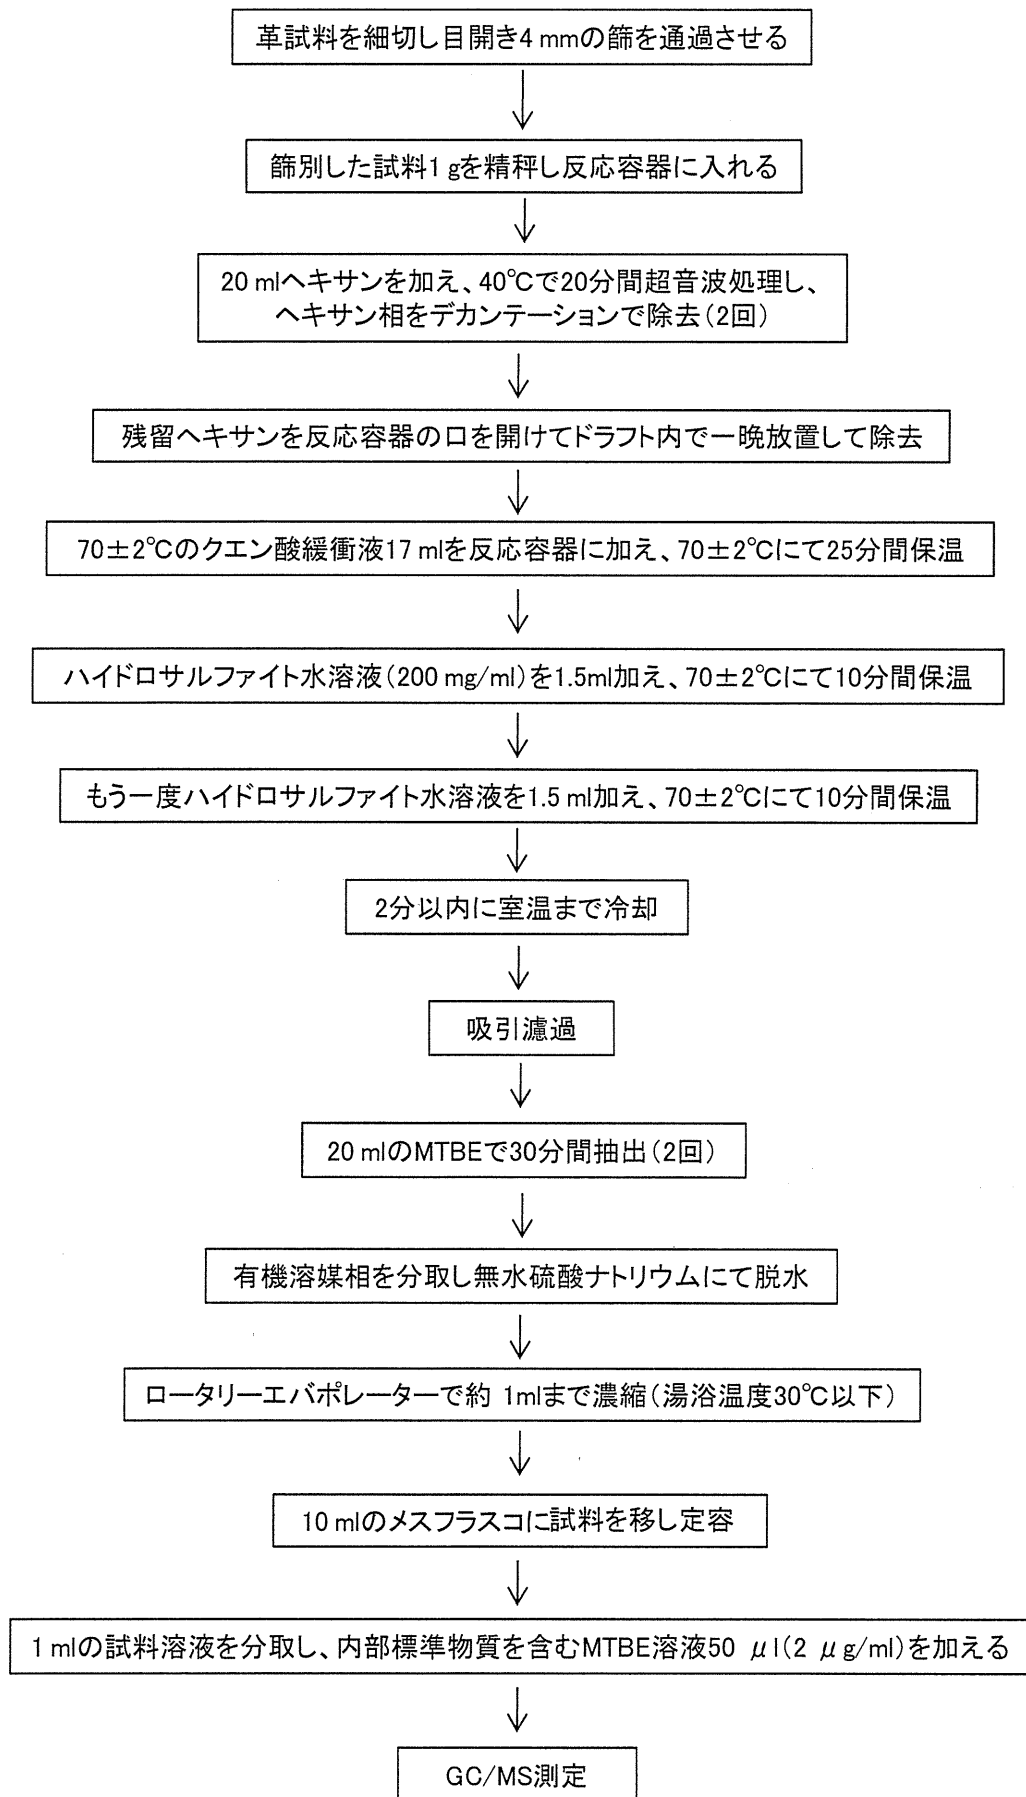 革試料を細切し目開き4 mmの篩を通過させる
篩別した試料1 gを精秤し反応容器に入れる
20 mlヘキサンを加え、40℃で20分間超音波処理し、
ヘキサン相をデカンテーションで除去(2回)
残留ヘキサンを反応容器の口を開けてドラフト内で一晩放置して除去
70±2℃のクエン酸緩衝液17 mlを反応容器に加え、70±2℃にて25分間保温
ハイドロサルファイト水溶液(200 mg/ml)を1.5ml加え、70±2℃にて10分間保温
もう一度ハイドロサルファイト水溶液を1.5 ml加え、70±2℃にて10分間保温
2分以内に室温まで冷却
吸引濾過
20 mlのMTBEで30分間抽出(2回)
有機溶媒相を分取し無水硫酸ナトリウムにて脱水
ロータリーエバポレーターで約 1mlまで濃縮(湯浴温度30℃以下)
10 mlのメスフラスコに試料を移し定容
1 mlの試料溶液を分取し、内部標準物質を含むMTBE溶液50 μl(2 μg/ml)を加える
GC/MS測定